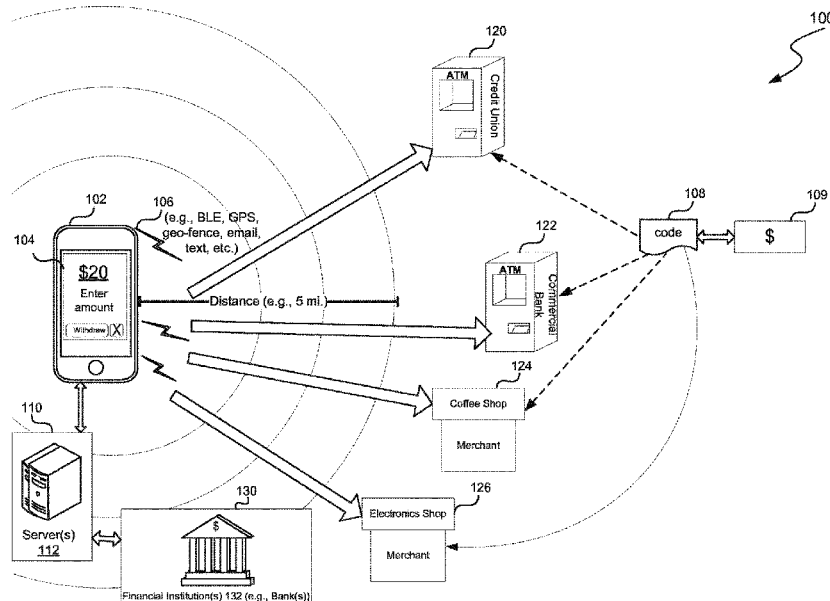 100
120
ATM
Credit Union
102
106
(e.g., BLE, GPS,
geo-fence, email,
text, etc.)
104
$20
Enter
amount
Withdraw
X
108
code
109
$
122
ATM
Commercial
Bank
Distance (e.g., 5 mi.)
124
Coffee Shop
Merchant
110
Server(s)
112
126
Electronics Shop
Merchant
130
$
Financial Institution(s) 132 (e.g., Bank(s))